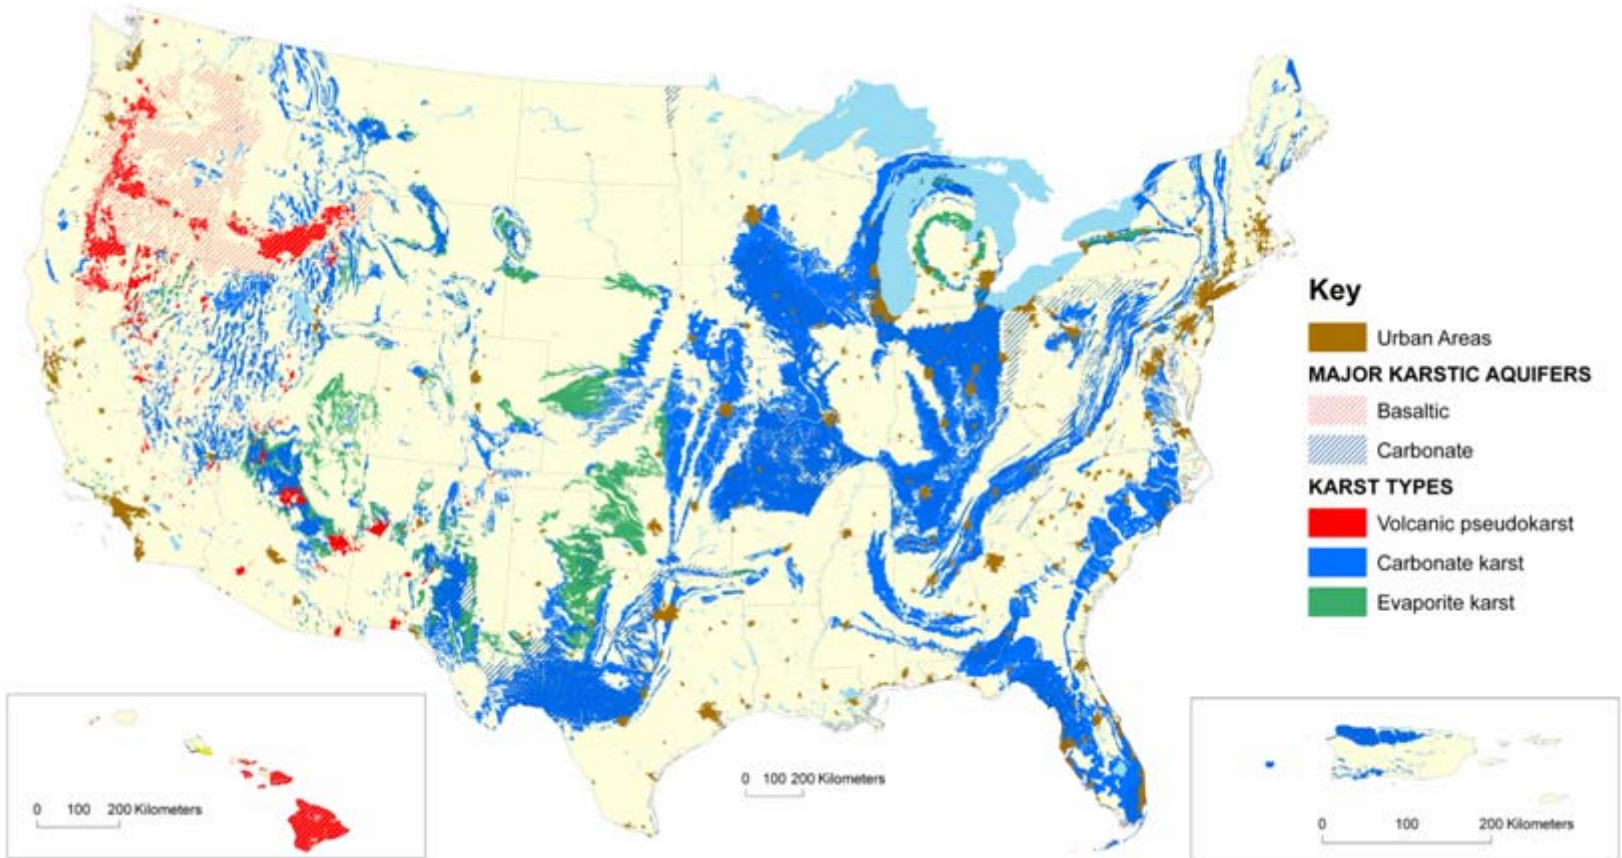 Key
Urban Areas
MAJOR KARSTIC AQUIFERS
Basaltic
Carbonate
KARST TYPES
Volcanic pseudokarst
Carbonate karst
Evaporite karst
0 100 200 Kilometers
0 100 200 Kilometers
0 100 200 Kilometers